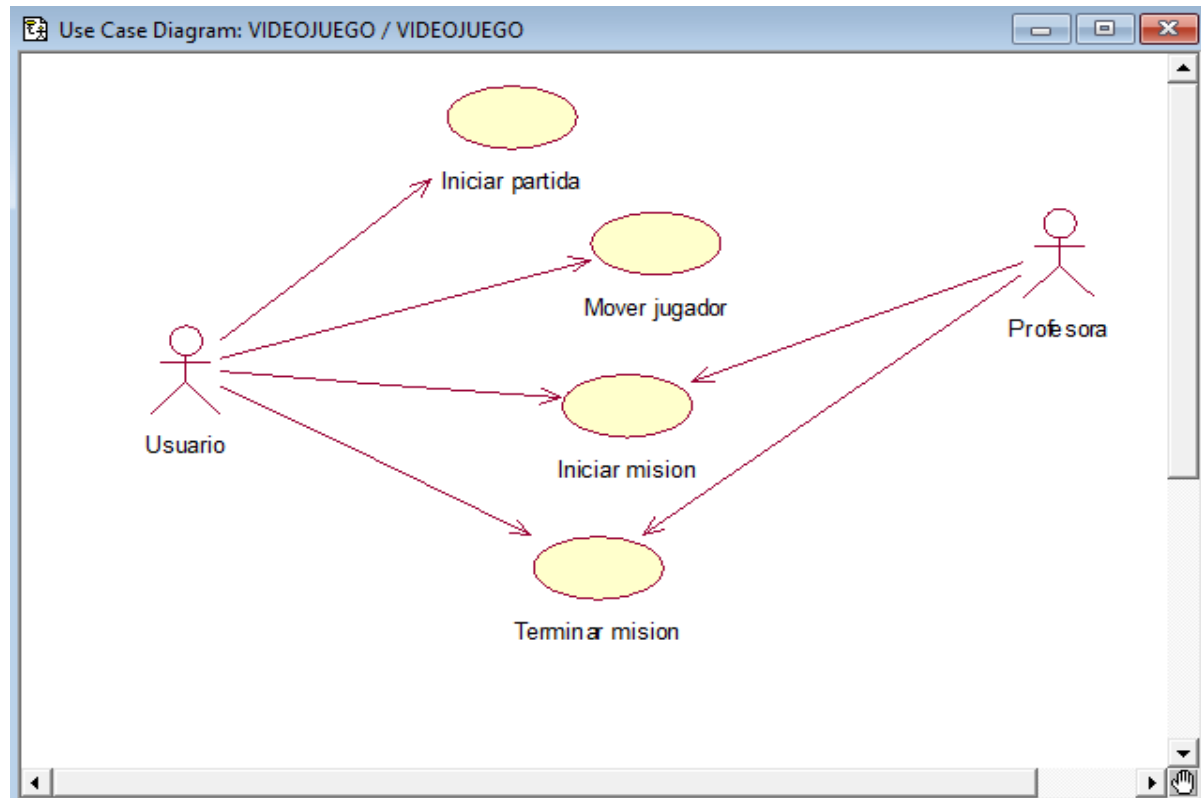 Use Case Diagram: VIDEOJUEGO / VIDEOJUEGO
Iniciar partida
Mover jugador
Profesora
Usuario
Iniciar mision
Terminar mision